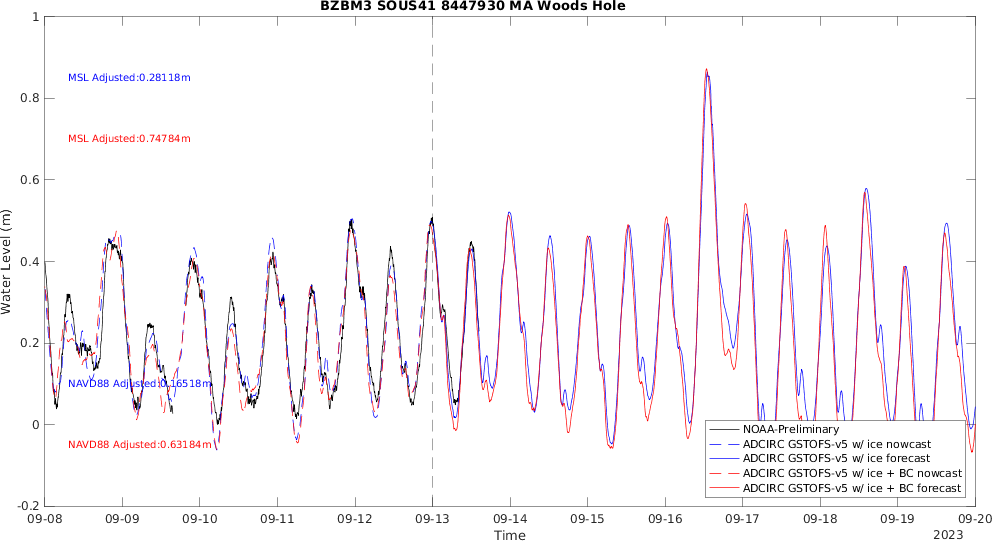 BZBM3 SOUS41 8447930 MA Woods Hole
1
0.8
0.6
0.4
0.2
0
-0.2
Water Level (m)
MSL Adjusted:0.28118m
MSL Adjusted:0.74784m
NAVD88 Adjusted:0.16518m
NAVD88 Adjusted:0.63184m
NOAA-Preliminary
ADCIRC GSTOFS-v5 w/ ice nowcast
ADCIRC GSTOFS-v5 w/ ice forecast
ADCIRC GSTOFS-v5 w/ ice + BC nowcast
ADCIRC GSTOFS-v5 w/ ice + BC forecast
09-08 09-09 09-10 09-11 09-12 09-13 09-14 09-15 09-16 09-17 09-18 09-19 09-20
Time
2023